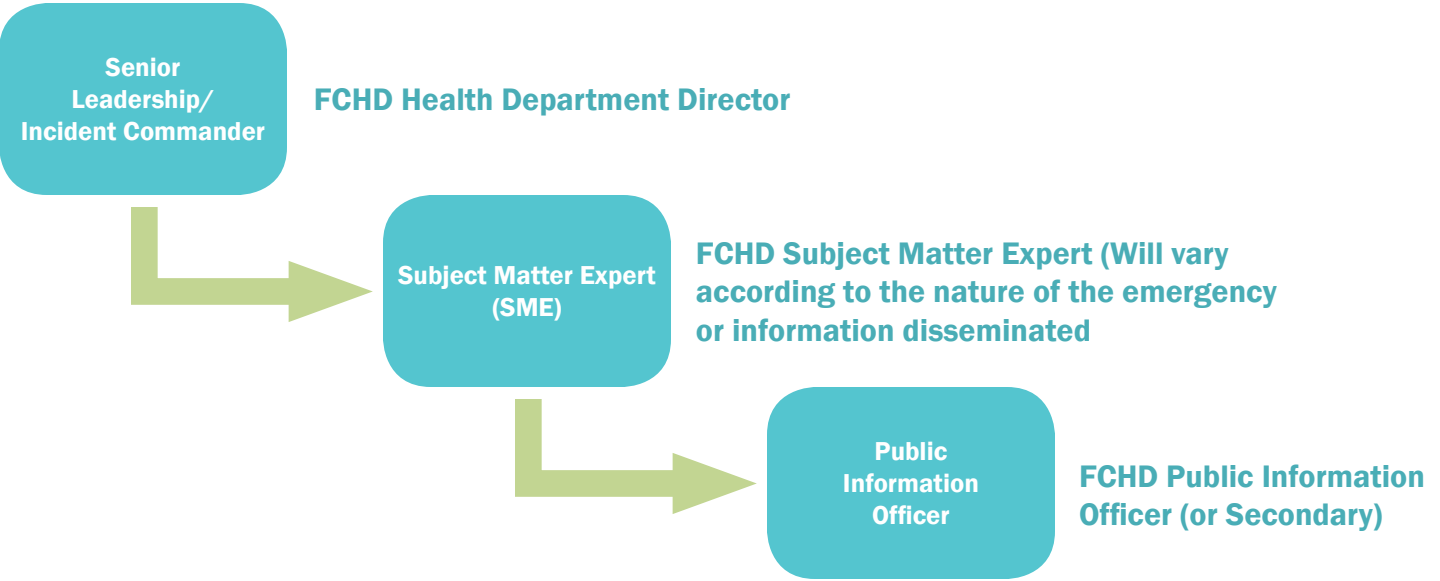 Senior
Leadership/
Incident Commander
FCHD Health Department Director
Subject Matter Expert
(SME)
FCHD Subject Matter Expert (Will vary
according to the nature of the emergency
or information disseminated
Public
Information
Officer
FCHD Public Information
Officer (or Secondary)